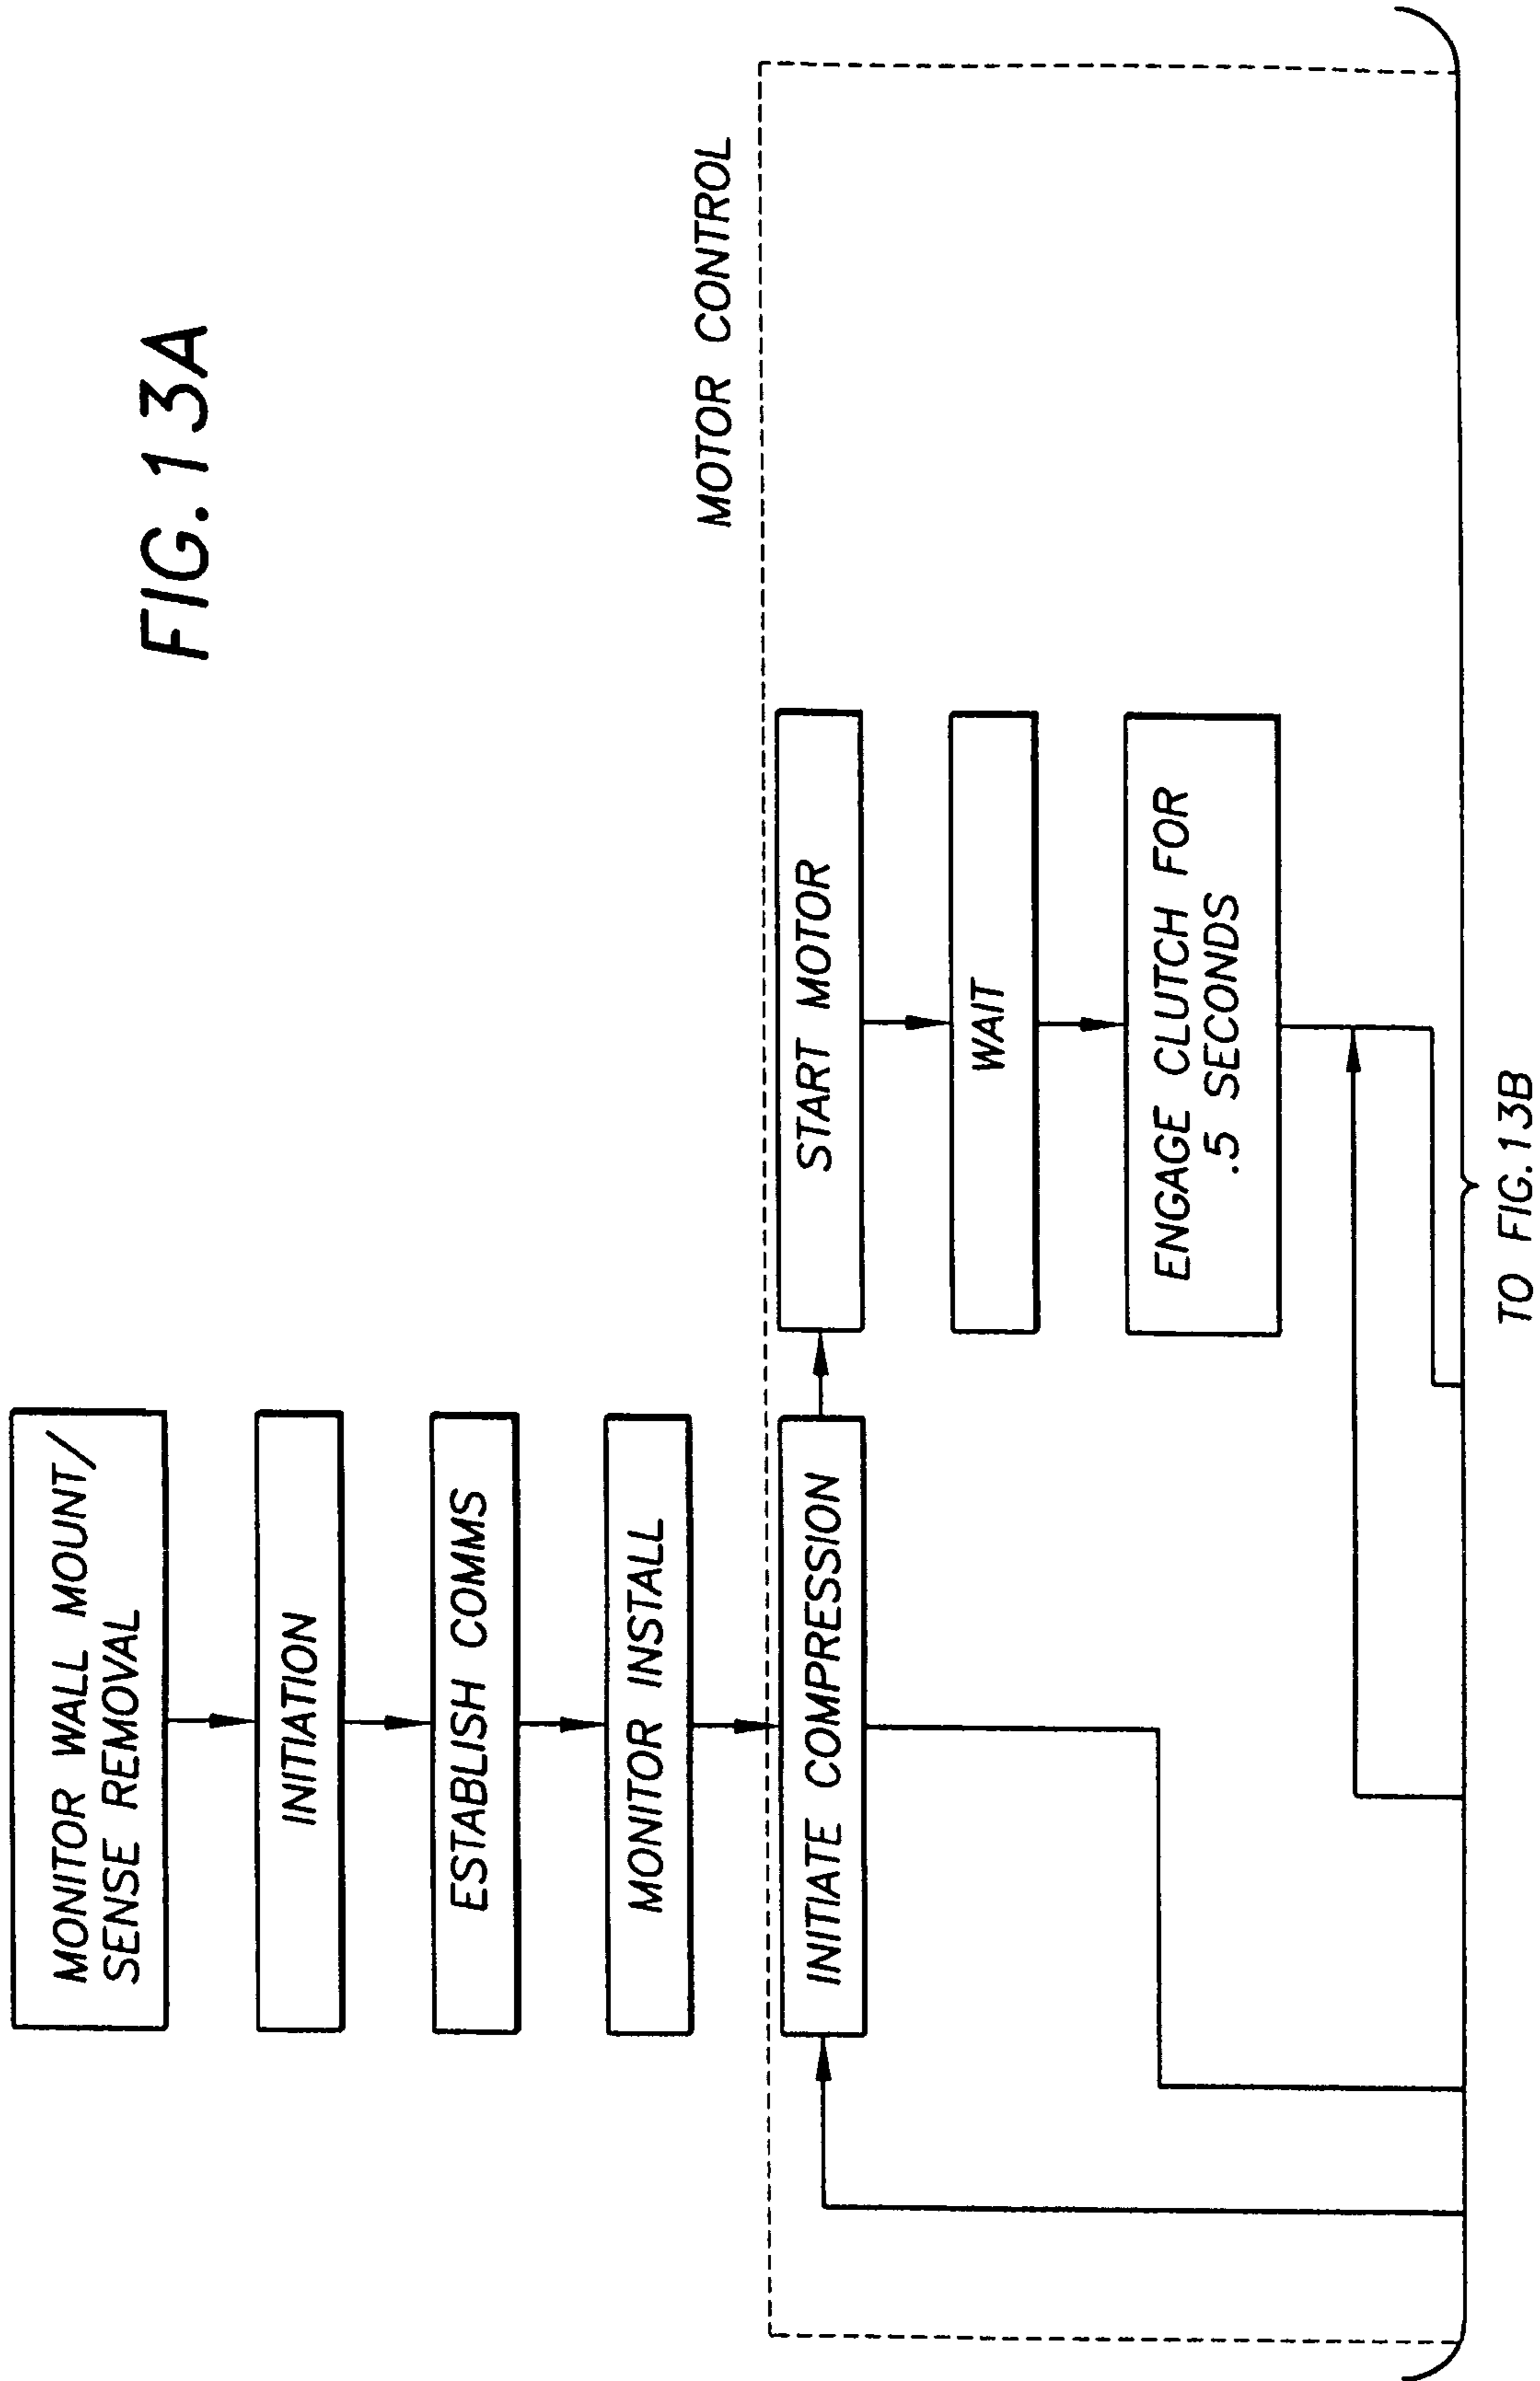 FIG. 13A
MONITOR WALL MOUNT/
SENSE REMOVAL
INITIATION
ESTABLISH COMMS
MONITOR INSTALL
MOTOR CONTROL
INITIATE COMPRESSION
START MOTOR
WAIT
ENGAGE CLUTCH FOR
.5 SECONDS
TO FIG. 13B